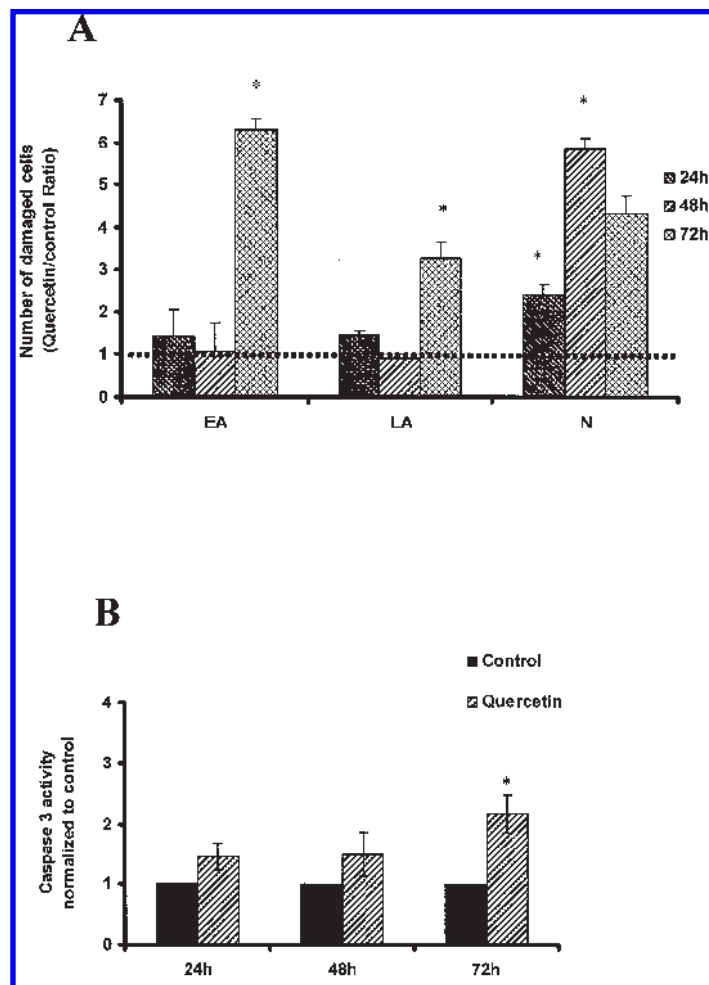 A
Number of damaged cells
(Quercetin/control Ratio)
7
6
5
4
3
2
1
0
*
*
*
*
24h
48h
72h
EA LA N
B
Control
Quercetin
Caspase 3 activity
normalized to control
4
3
2
1
0
*
24h 48h 72h